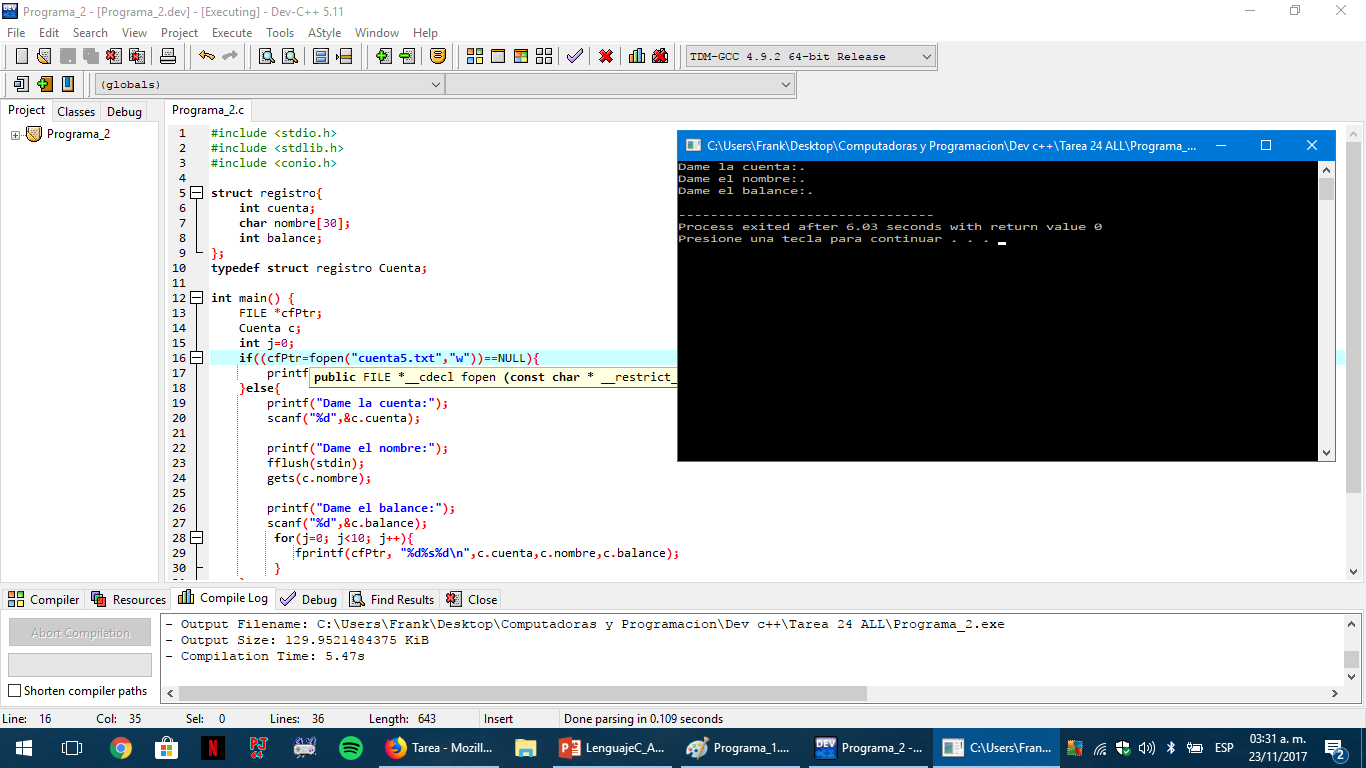 Programa_2 - [Programa_2.dev] - [Executing] - Dev-C++ 5.11
File Edit Search View Project Execute Tools AStyle Window Help
TDM-GCC 4.9.2 64-bit Release
(globals)
Project Classes Debug
Programa_2
Programa_2.c
1 #include <stdio.h>
2 #include <stdlib.h>
3 #include <conio.h>
4
5 struct registro{
6 int cuenta;
7 char nombre[30];
8 int balance;
9 };
10 typedef struct registro Cuenta;
11
12 int main() {
13 FILE *cfPtr;
14 Cuenta c;
15 int j=0;
16 if((cfPtr=fopen("cuenta5.txt","w"))==NULL){
17 printf
public FILE *__cdecl fopen (const char * __restrict_
18 }else{
19 printf("Dame la cuenta:");
20 scanf("%d",&c.cuenta);
21
22 printf("Dame el nombre:");
23 fflush(stdin);
24 gets(c.nombre);
25
26 printf("Dame el balance:");
27 scanf("%d",&c.balance);
28 for(j=0; j<10; j++){
29 fprintf(cfPtr, "%d%s%d\n",c.cuenta,c.nombre,c.balance);
30 }
C:\Users\Frank\Desktop\Computadoras y Programacion\Dev c++\Tarea 24 ALL\Programa_...
Dame la cuenta:.
Dame el nombre:.
Dame el balance:.
--------------------------------
Process exited after 6.03 seconds with return value 0
Presione una tecla para continuar . . .
Compiler Resources Compile Log Debug Find Results Close
Abort Compilation
Shorten compiler paths
- Output Filename: C:\Users\Frank\Desktop\Computadoras y Programacion\Dev c++\Tarea 24 ALL\Programa_2.exe
- Output Size: 129.9521484375 KiB
- Compilation Time: 5.47s
Line: 16 Col: 35 Sel: 0 Lines: 36 Length: 643 Insert Done parsing in 0.109 seconds
Tarea - Mozill... LenguajeC_A... Programa_1.... Programa_2 -... C:\Users\Fran... ESP 03:31 a. m.
23/11/2017 2